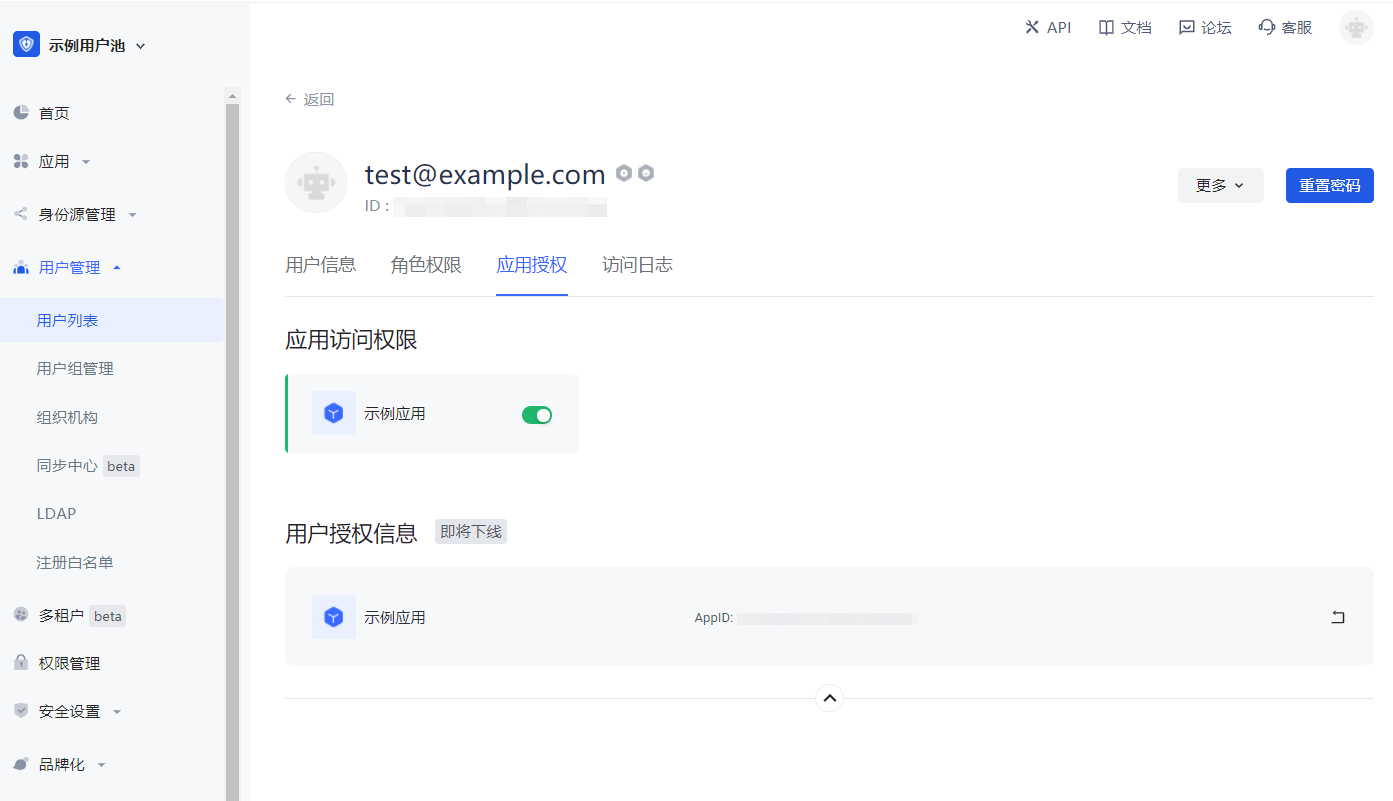 示例用户池
API 文档 论坛 客服
首页
应用
身份源管理
用户管理
用户列表
用户组管理
组织机构
同步中心 beta
LDAP
注册白名单
多租户 beta
权限管理
安全设置
品牌化
返回
test@example.com
ID :
更多
重置密码
用户信息 角色权限 应用授权 访问日志
应用访问权限
示例应用
用户授权信息 即将下线
示例应用 AppID: